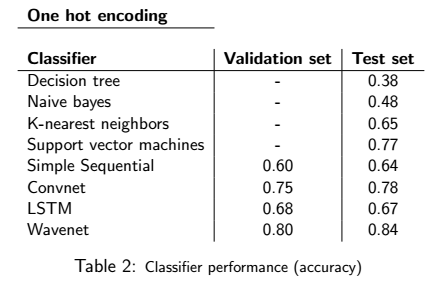 One hot encoding
Classifier Validation set Test set
Decision tree - 0.38
Naive bayes - 0.48
K-nearest neighbors - 0.65
Support vector machines - 0.77
Simple Sequential 0.60 0.64
Convnet 0.75 0.78
LSTM 0.68 0.67
Wavenet 0.80 0.84
Table 2: Classifier performance (accuracy)